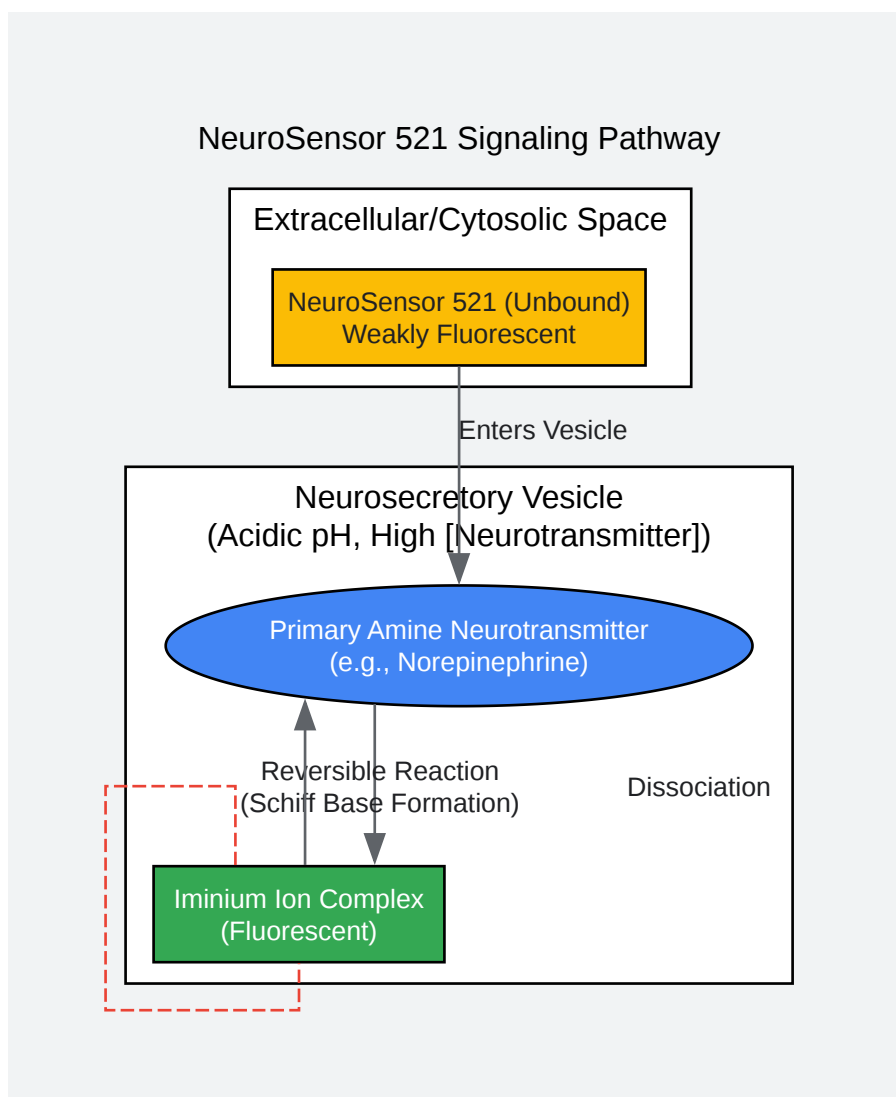 NeuroSensor 521 Signaling Pathway
Extracellular/Cytosolic Space
NeuroSensor 521 (Unbound)
Weakly Fluorescent
Enters Vesicle
Neurosecretory Vesicle
(Acidic pH, High [Neurotransmitter])
Primary Amine Neurotransmitter
(e.g., Norepinephrine)
Reversible Reaction
(Schiff Base Formation)
Dissociation
Iminium Ion Complex
(Fluorescent)